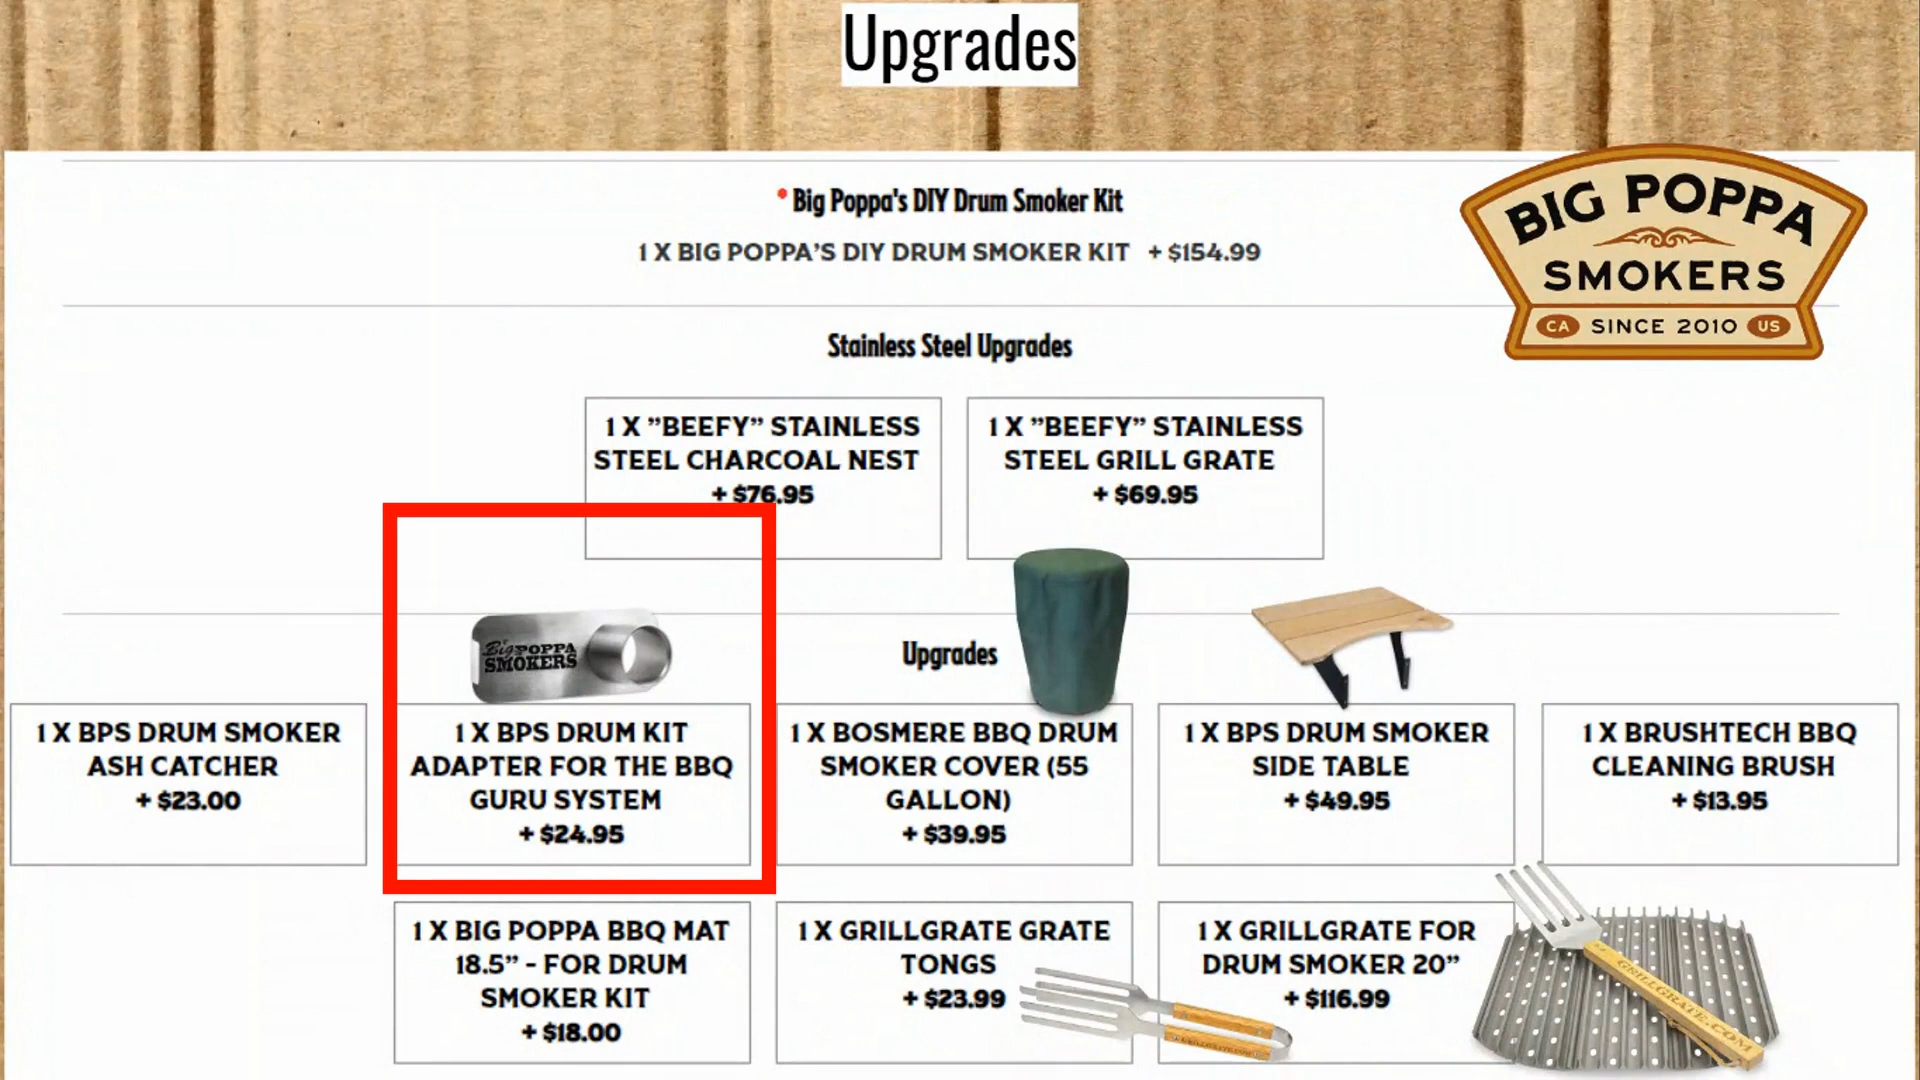 Upgrades
* Big Poppa's DIY Drum Smoker Kit
1 X BIG POPPA’S DIY DRUM SMOKER KIT + $154.99
BIG POPPA
SMOKERS
CA SINCE 2010 US
Stainless Steel Upgrades
1 X ”BEEFY” STAINLESS
STEEL CHARCOAL NEST
+ $76.95
1 X ”BEEFY” STAINLESS
STEEL GRILL GRATE
+ $69.95
Big POPPA
SMOKERS
Upgrades
1 X BPS DRUM SMOKER
ASH CATCHER
+ $23.00
1 X BPS DRUM KIT
ADAPTER FOR THE BBQ
GURU SYSTEM
+ $24.95
1 X BOSMERE BBQ DRUM
SMOKER COVER (55
GALLON)
+ $39.95
1 X BPS DRUM SMOKER
SIDE TABLE
+ $49.95
1 X BRUSHTECH BBQ
CLEANING BRUSH
+ $13.95
1 X BIG POPPA BBQ MAT
18.5” - FOR DRUM
SMOKER KIT
+ $18.00
1 X GRILLGRATE GRATE
TONGS
+ $23.99
1 X GRILLGRATE FOR
DRUM SMOKER 20”
+ $116.99
GRILLGRATE.COM